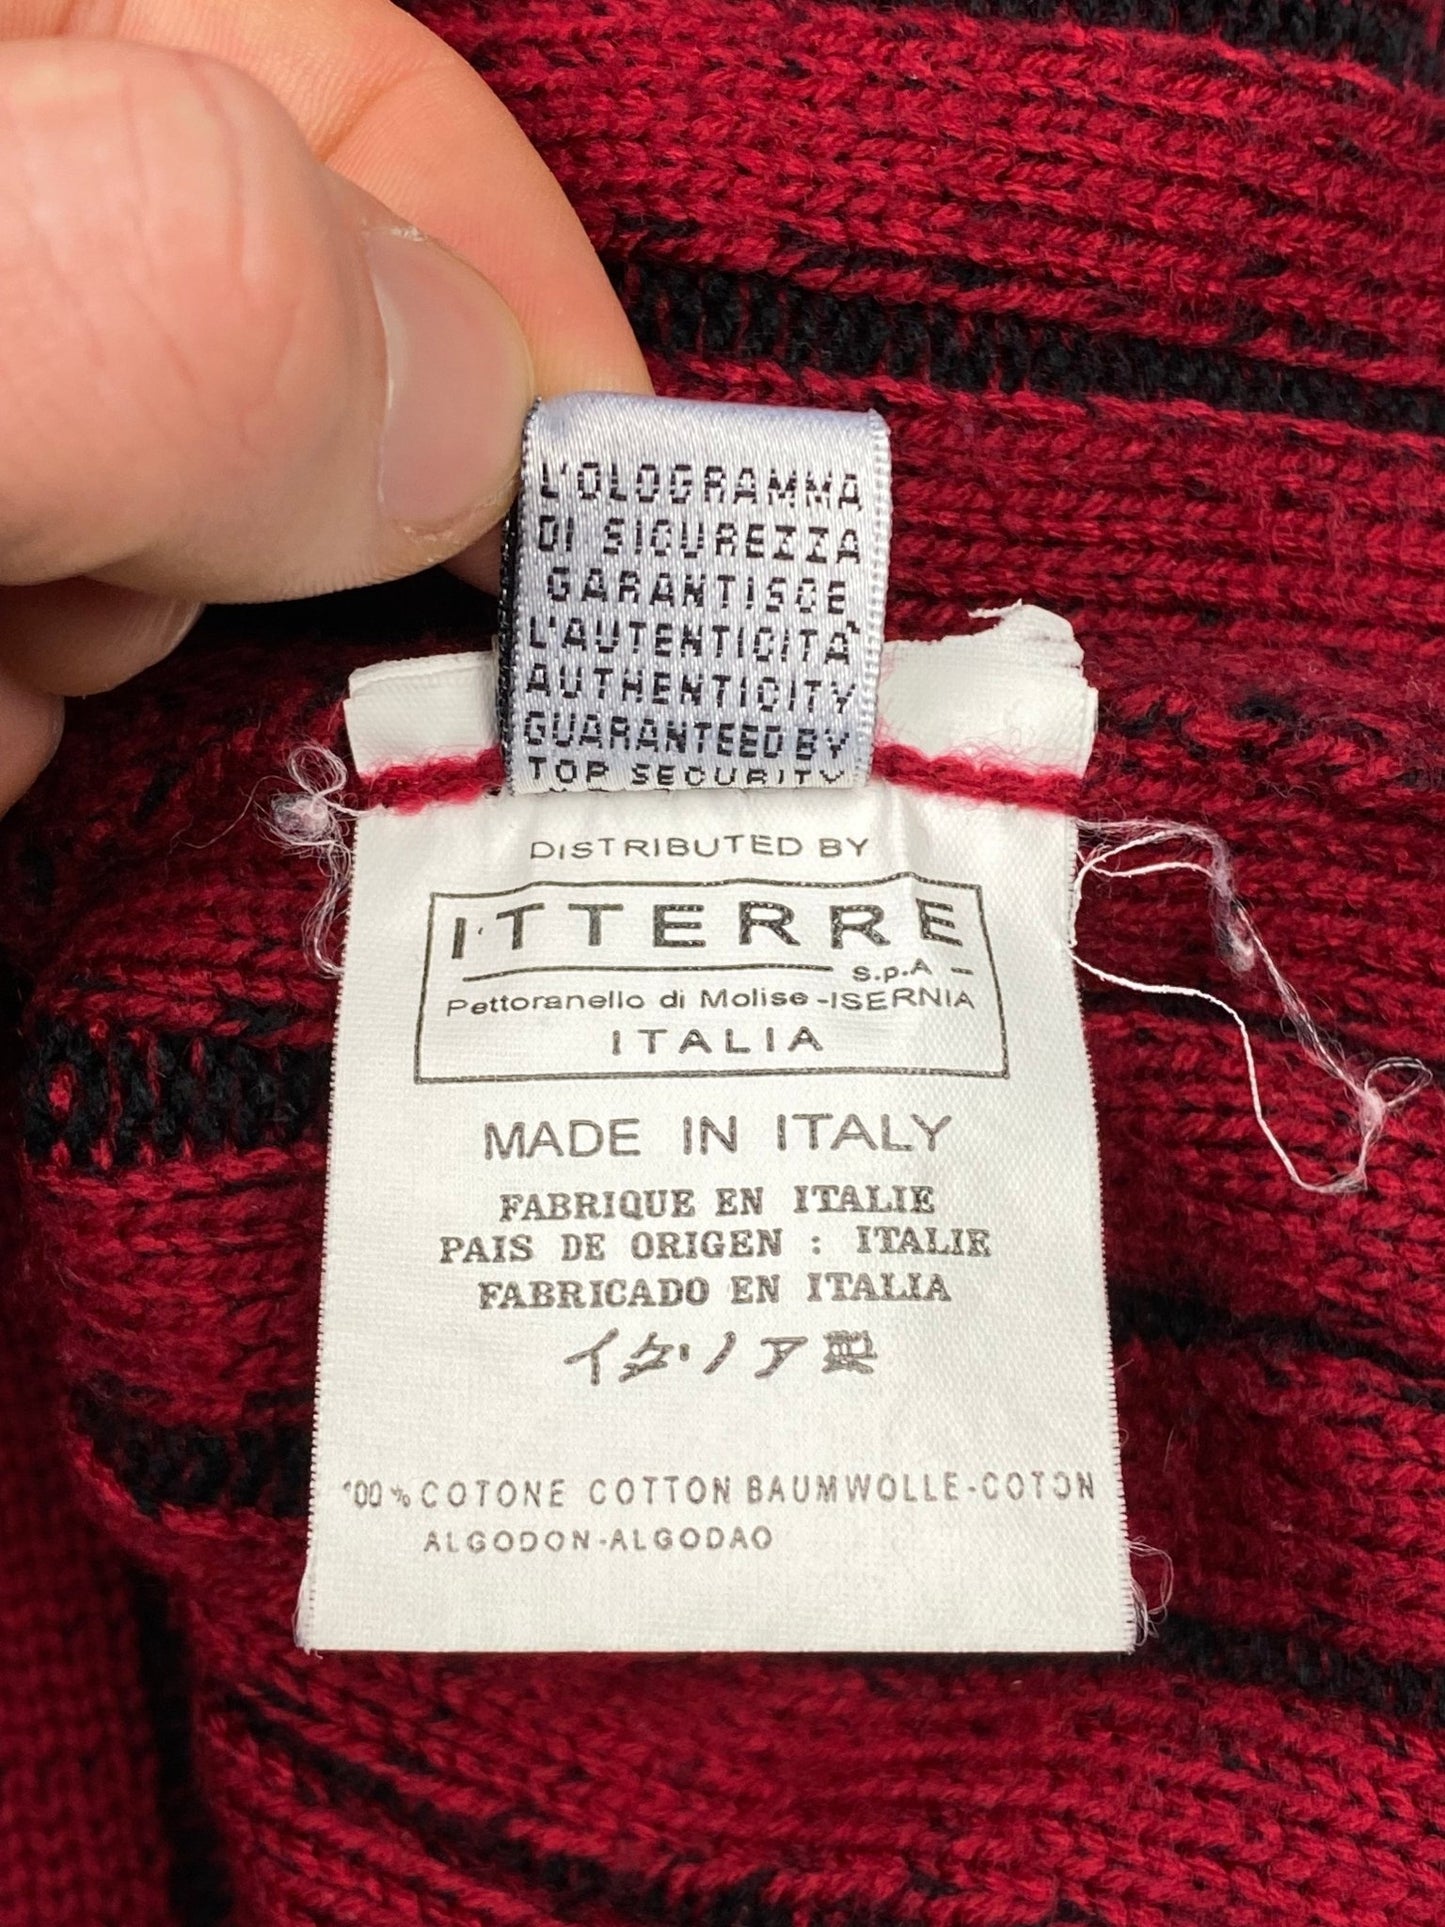 L'OLOGRAMMA
DI SICUREZZA
GARANTISCE
L'AUTENTICITÀ
AUTHENTICITY
GUARANTEED BY
TOP SECURITY
DISTRIBUTED BY
ITTERRE
s.p.A –
Pettoranello di Molise -ISERNIA
ITALIA
MADE IN ITALY
FABRIQUE EN ITALIE
PAIS DE ORIGEN : ITALIE
FABRICADO EN ITALIA
イタリア製
100% COTONE COTTON BAUMWOLLE-COTON
ALGODON-ALGODAO